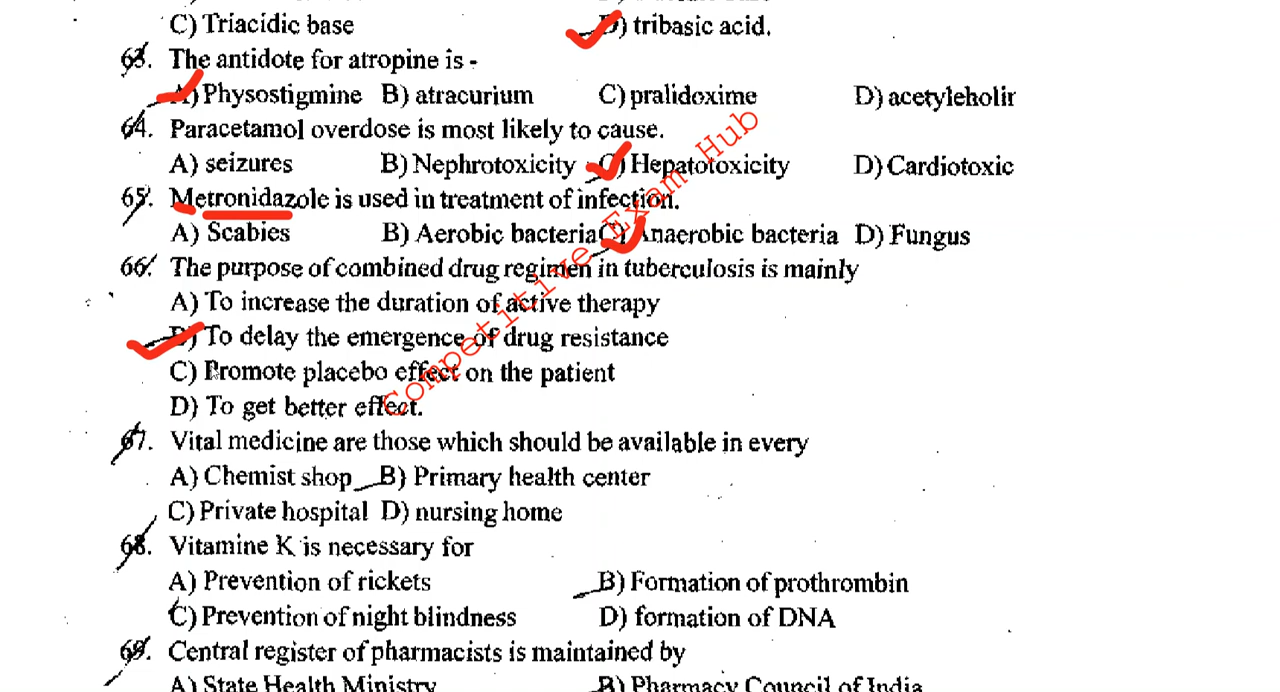 C) Triacidic base D) tribasic acid.
63. The antidote for atropine is -
A) Physostigmine B) atracurium C) pralidoxime D) acetyleholir
64. Paracetamol overdose is most likely to cause.
A) seizures B) Nephrotoxicity C) Hepatotoxicity D) Cardiotoxic
65. Metronidazole is used in treatment of infection.
A) Scabies B) Aerobic bacteria C) Anaerobic bacteria D) Fungus
66. The purpose of combined drug regimen in tuberculosis is mainly
A) To increase the duration of active therapy
B) To delay the emergence of drug resistance
C) Promote placebo effect on the patient
D) To get better effect.
67. Vital medicine are those which should be available in every
A) Chemist shop B) Primary health center
C) Private hospital D) nursing home
68. Vitamine K is necessary for
A) Prevention of rickets B) Formation of prothrombin
C) Prevention of night blindness D) formation of DNA
69. Central register of pharmacists is maintained by
A) State Health Ministry B) Pharmacy Council of India
Competitive Exam Hub